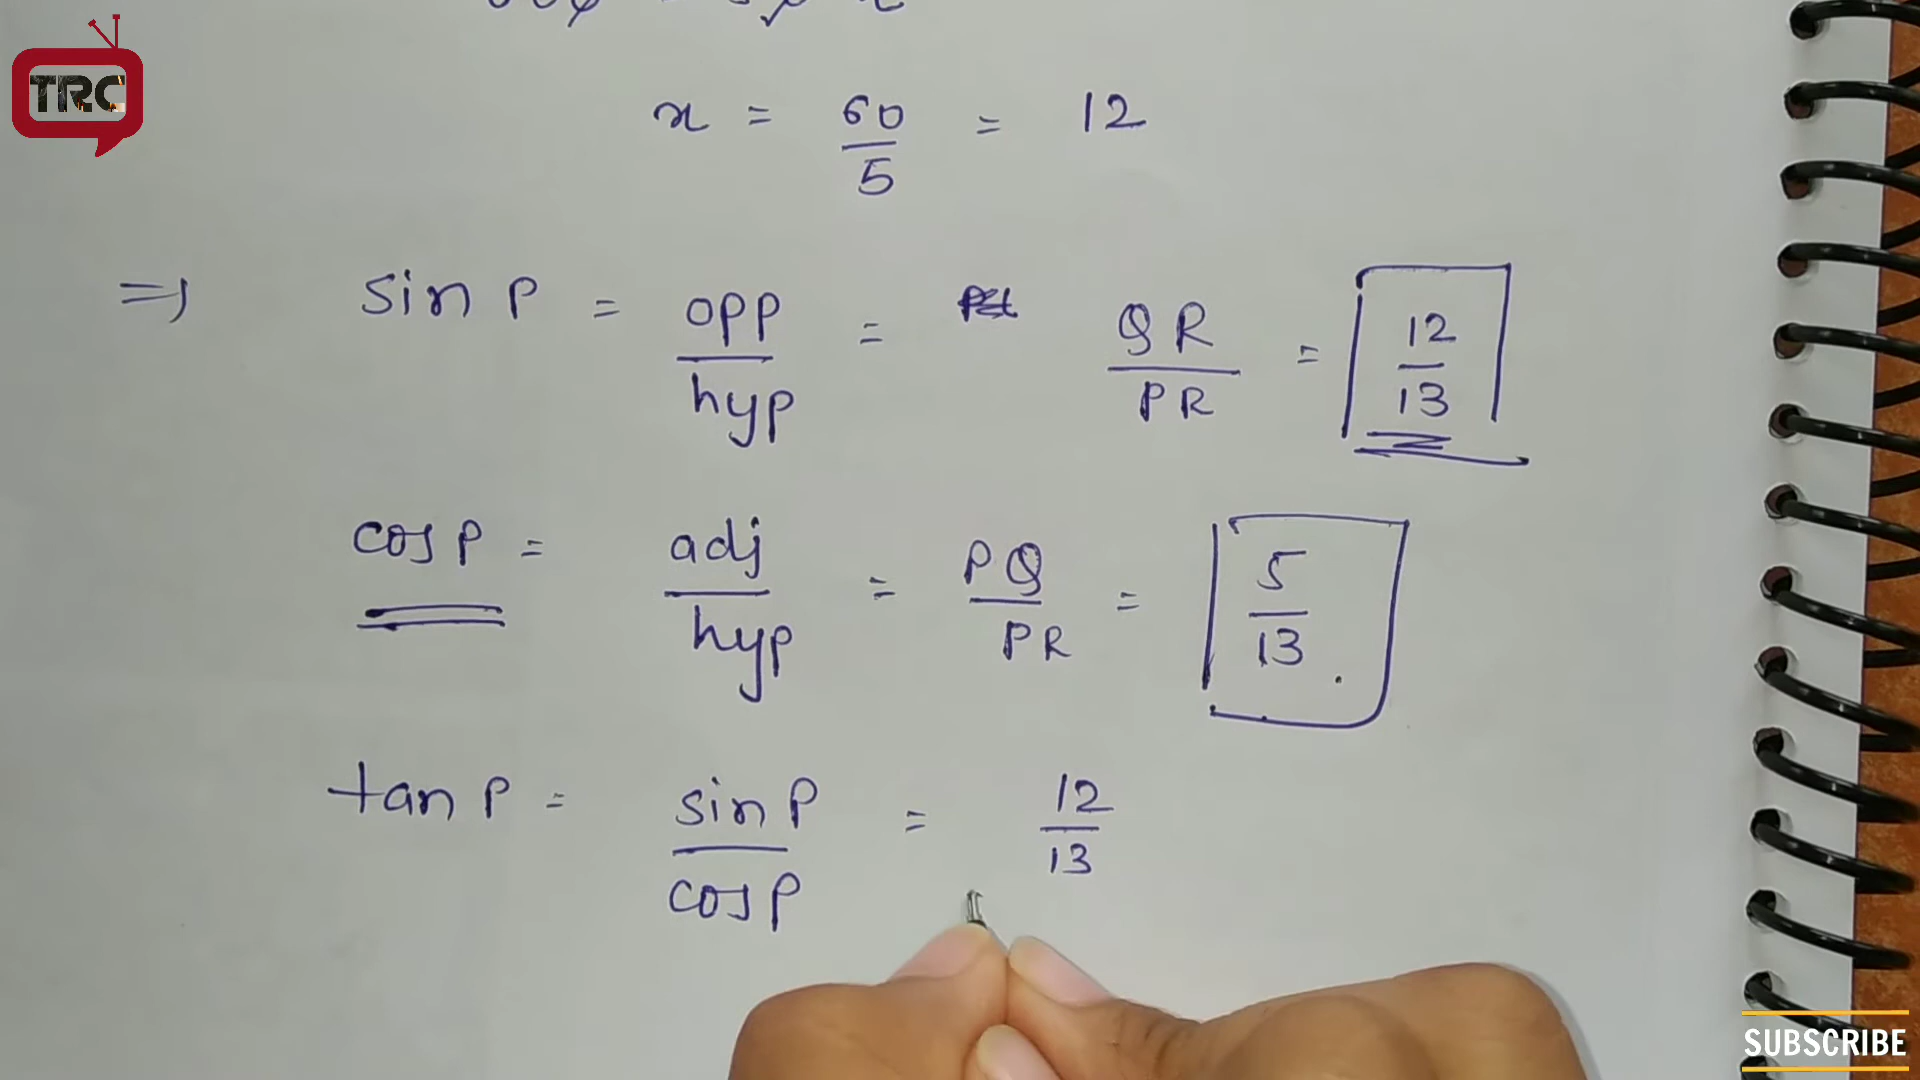 TRC
x = 60/5 = 12
=> sin P = opp/hyp = QR/PR = 12/13
cos P = adj/hyp = PQ/PR = 5/13
tan P = sin P/cos P = 12/13
SUBSCRIBE